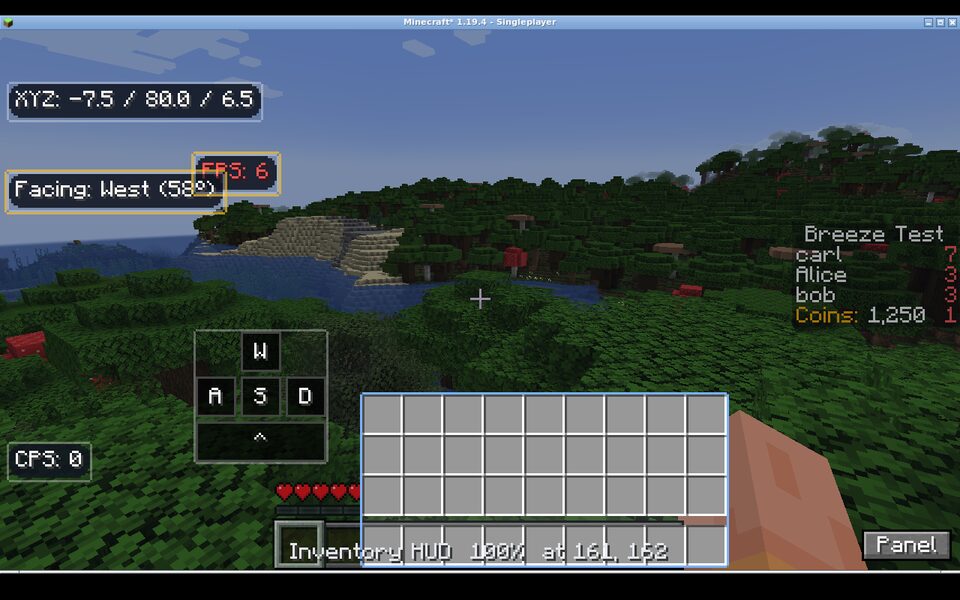 Minecraft* 1.19.4 - Singleplayer
XYZ: -7.5 / 80.0 / 6.5
FPS: 6
Facing: West (58º)
Breeze Test
carl 7
Alice 3
bob 3
Coins: 1,250 1
W
A S D
^
CPS: 0
Inventory HUD 100% at 161, 162
Panel